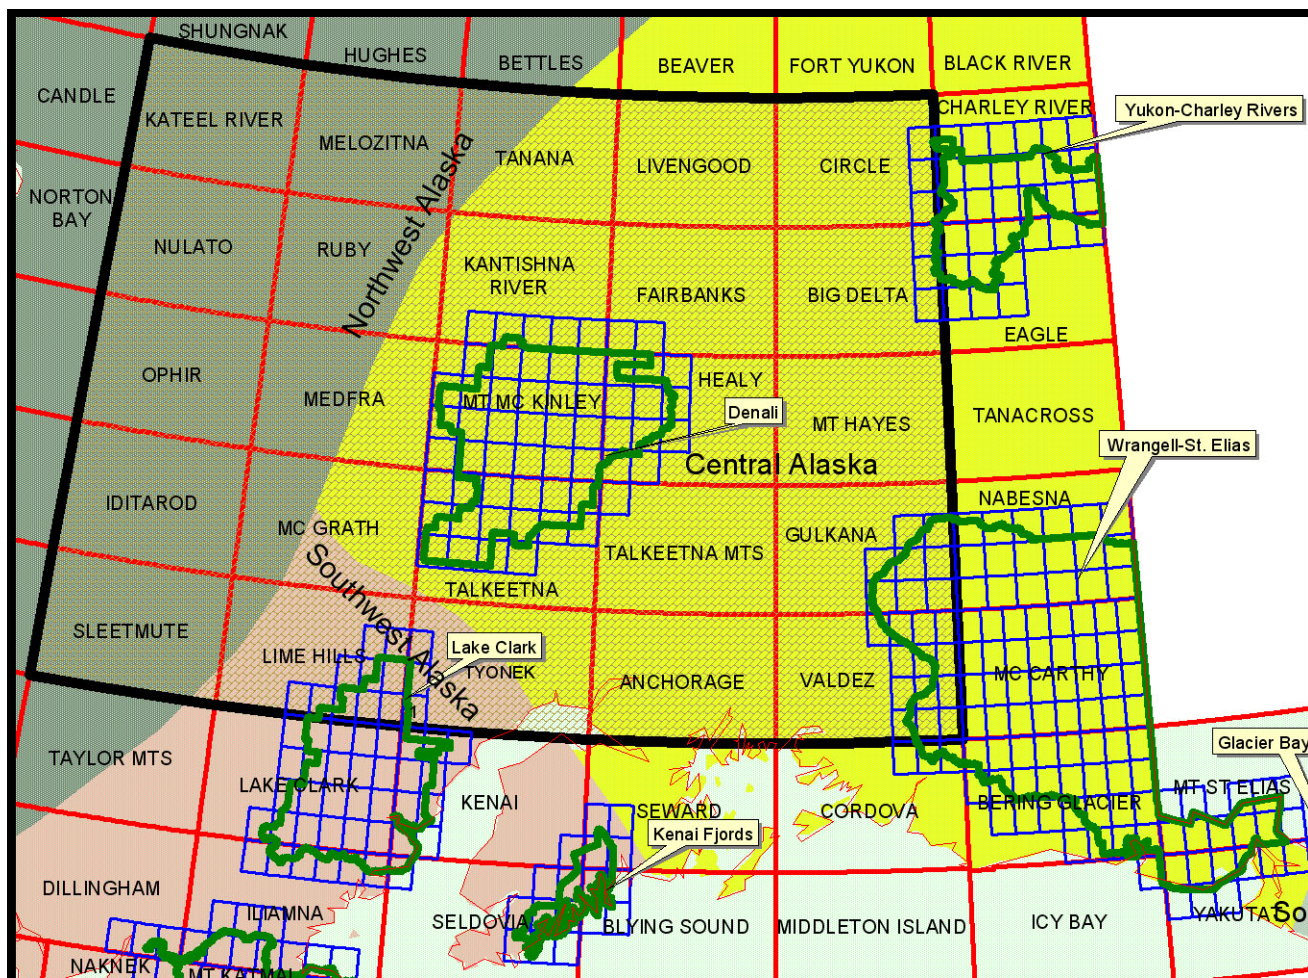 SHUNGNAK
HUGHES
BETTLES
BEAVER
FORT YUKON
BLACK RIVER
CANDLE
KATEEL RIVER
MELOZITNA
TANANA
LIVENGOOD
CIRCLE
CHARLEY RIVER
Yukon-Charley Rivers
NORTON
BAY
NULATO
RUBY
Northwest Alaska
KANTISHNA
RIVER
FAIRBANKS
BIG DELTA
EAGLE
OPHIR
MEDFRA
MT MC KINLEY
HEALY
Denali
MT HAYES
TANACROSS
Wrangell-St. Elias
Central Alaska
IDITAROD
MC GRATH
TALKEETNA
TALKEETNA MTS
GULKANA
NABESNA
Southwest Alaska
SLEETMUTE
LIME HILLS
Lake Clark
TYONEK
ANCHORAGE
VALDEZ
MC CARTHY
TAYLOR MTS
LAKE CLARK
KENAI
SEWARD
Kenai Fjords
CORDOVA
BERING GLACIER
MT ST ELIAS
Glacier Bay
DILLINGHAM
ILIAMNA
SELDOVIA
BLYING SOUND
MIDDLETON ISLAND
ICY BAY
YAKUTAT
So
NAKNEK
MT KATMAI